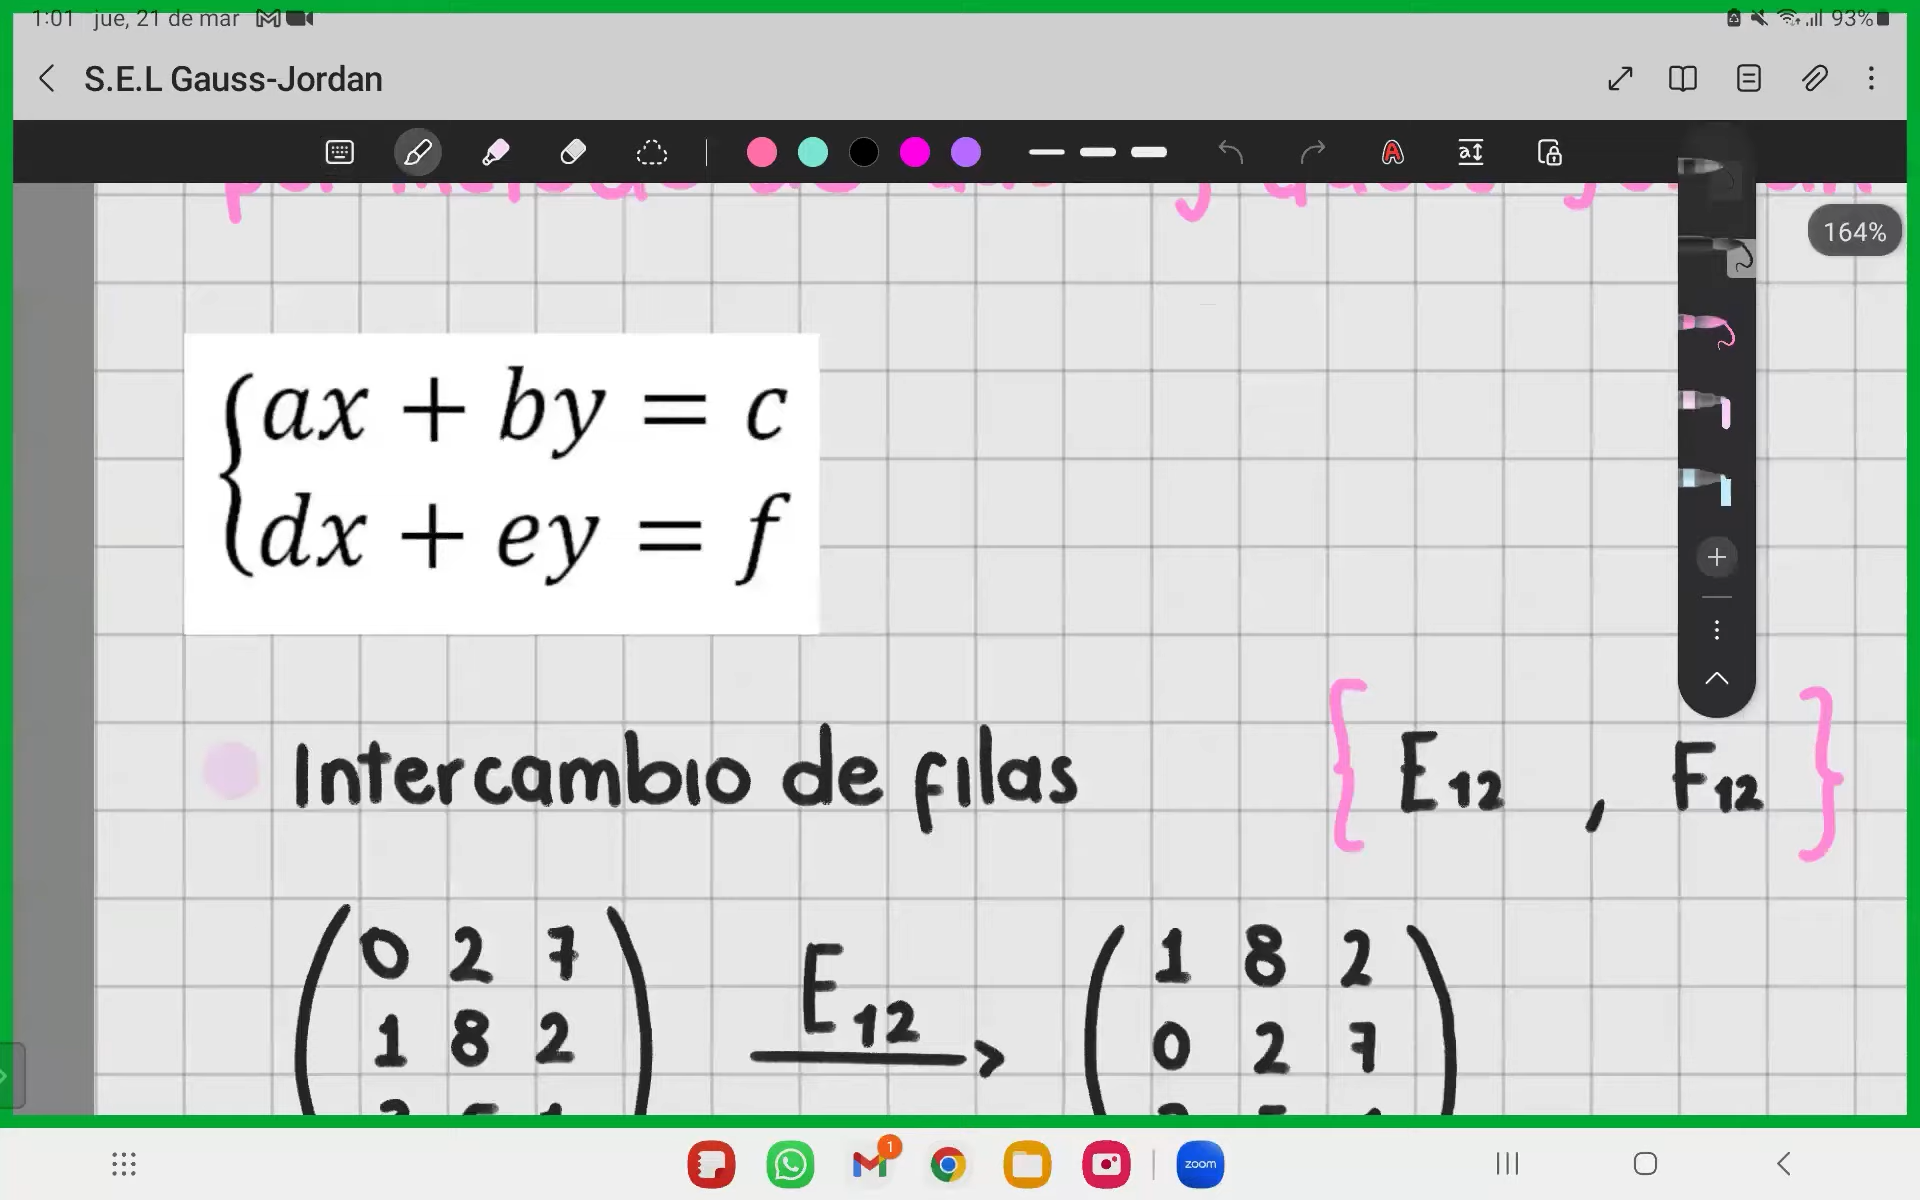 1:01 jue, 21 de mar 93%
S.E.L Gauss-Jordan
164%
ax + by = c
dx + ey = f
Intercambio de filas { E12 , F12 }
0 2 7 E12 1 8 2
1 8 2 0 2 7
1
zoom